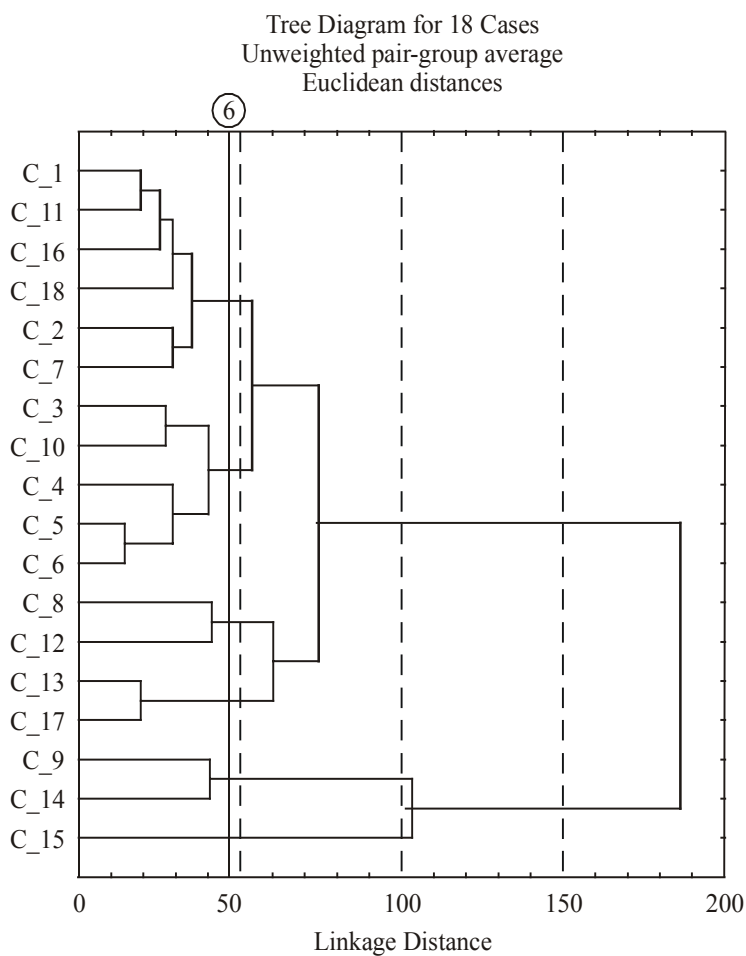 Tree Diagram for 18 Cases
Unweighted pair-group average
Euclidean distances
6
C_1
C_11
C_16
C_18
C_2
C_7
C_3
C_10
C_4
C_5
C_6
C_8
C_12
C_13
C_17
C_9
C_14
C_15
0 50 100 150 200
Linkage Distance